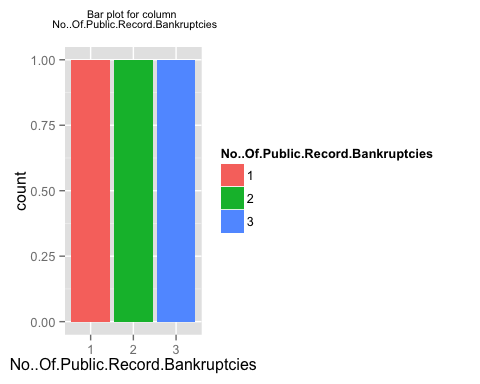 Bar plot for column
No..Of.Public.Record.Bankruptcies
1.00
0.75
0.50
0.25
0.00
count
1 2 3
No..Of.Public.Record.Bankruptcies
No..Of.Public.Record.Bankruptcies
1
2
3